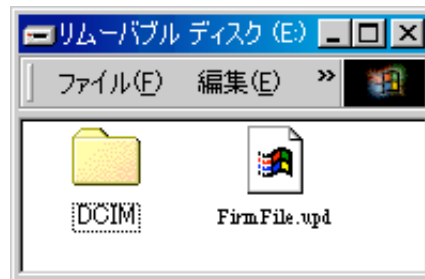 リムーバブル ディスク (E:)
ファイル(F) 編集(E) »
DCIM FirmFile.upd